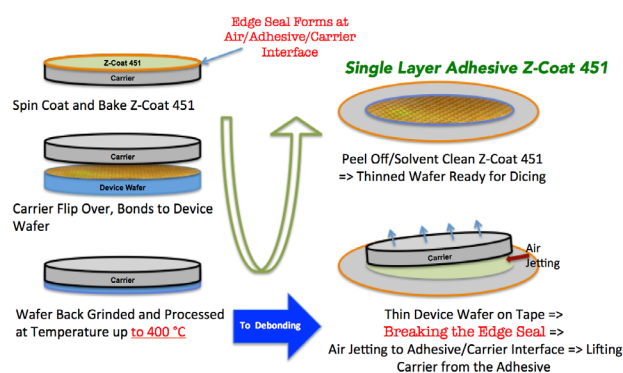 Edge Seal Forms at
Air/Adhesive/Carrier
Interface
Z-Coat 451
Carrier
Spin Coat and Bake Z-Coat 451
Carrier
Device Wafer
Carrier Flip Over, Bonds to Device
Wafer
Carrier
Wafer Back Grinded and Processed
at Temperature up to 400 °C
To Debonding
Single Layer Adhesive Z-Coat 451
Peel Off/Solvent Clean Z-Coat 451
=> Thinned Wafer Ready for Dicing
Carrier
Air
Jetting
Thin Device Wafer on Tape =>
Breaking the Edge Seal =>
Air Jetting to Adhesive/Carrier Interface => Lifting
Carrier from the Adhesive